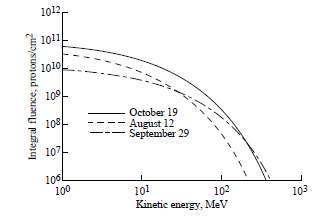 10¹²
10¹¹
10¹⁰
10⁹
10⁸
10⁷
10⁶
Integral fluence, protons/cm²
October 19
August 12
September 29
10⁰ 10¹ 10² 10³
Kinetic energy, MeV